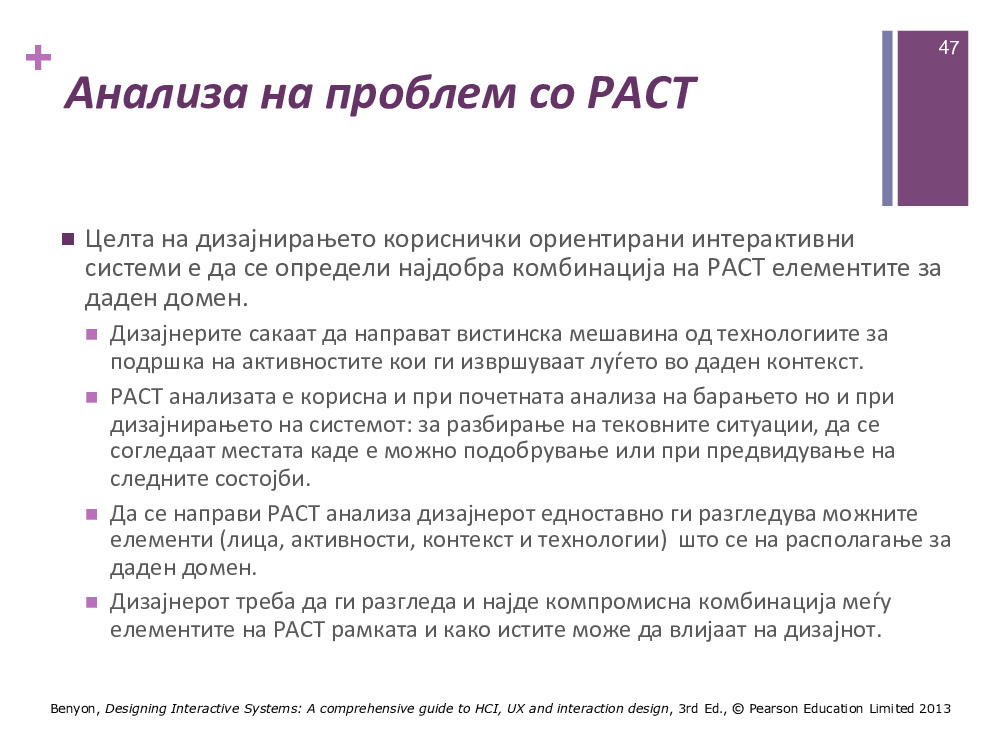 47
+
Анализа на проблем со PACT
Целта на дизајнирањето кориснички ориентирани интерактивни
системи е да се определи најдобра комбинација на PACT елементите за
даден домен.
Дизајнерите сакаат да направат вистинска мешавина од технологиите за
подршка на активностите кои ги извршуваат луѓето во даден контекст.
PACT анализата е корисна и при почетната анализа на барањето но и при
дизајнирањето на системот: за разбирање на тековните ситуации, да се
согледаат местата каде е можно подобрување или при предвидување на
следните состојби.
Да се направи PACT анализа дизајнерот едноставно ги разгледува можните
елементи (лица, активности, контекст и технологии) што се на располагање за
даден домен.
Дизајнерот треба да ги разгледа и најде компромисна комбинација меѓу
елементите на PACT рамката и како истите може да влијаат на дизајнот.
Benyon, Designing Interactive Systems: A comprehensive guide to HCI, UX and interaction design, 3rd Ed., © Pearson Education Limited 2013